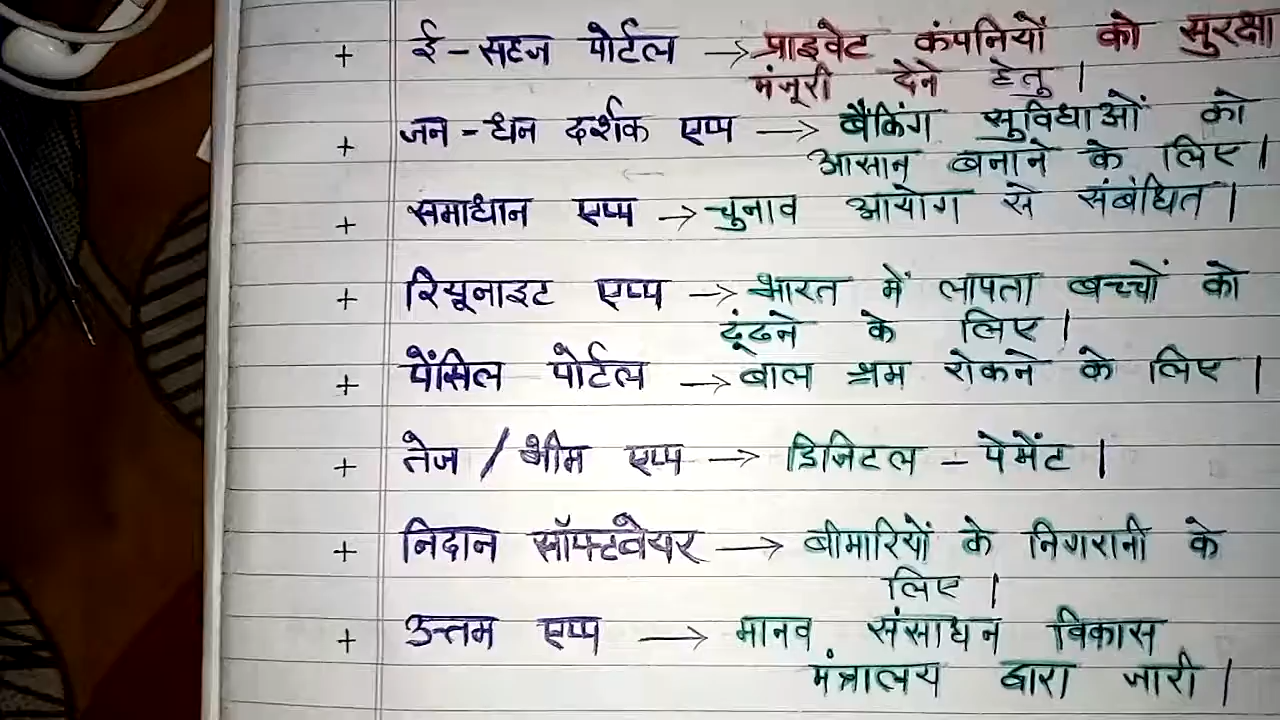 + ई-सहज पोर्टल → प्राइवेट कंपनियों को सुरक्षा
मंजूरी देने हेतु ।
+ जन-धन दर्शक एप्प → बैंकिंग सुविधाओं को
आसान बनाने के लिए ।
+ समाधान एप्प → चुनाव आयोग से संबंधित ।
+ रियूनाइट एप्प → भारत में लापता बच्चों को
ढूंढने के लिए ।
+ पेंसिल पोर्टल → बाल श्रम रोकने के लिए ।
+ तेज / भीम एप्प → डिजिटल - पेमेंट ।
+ निदान सॉफ्टवेयर → बीमारियों के निगरानी के
लिए ।
+ उत्तम एप्प → मानव संसाधन विकास
मंत्रालय द्वारा जारी ।